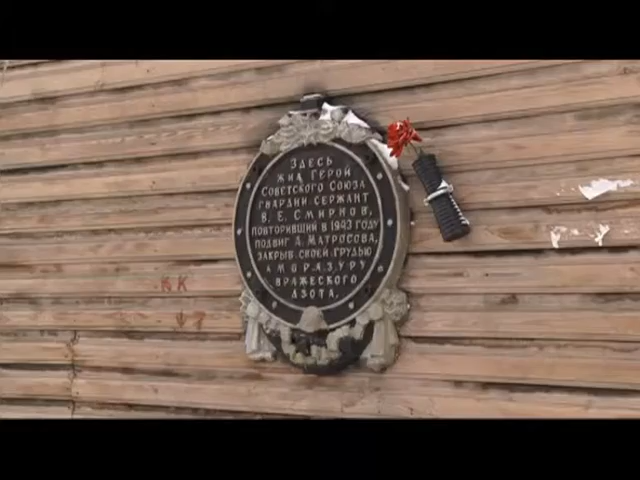 ЗДЕСЬ
ЖИЛ ГЕРОЙ
СОВЕТСКОГО СОЮЗА
ГВАРДИИ СЕРЖАНТ
В. Е. СМИРНОВ,
ПОВТОРИВШИЙ В 1943 ГОДУ
ПОДВИГ А. МАТРОСОВА,
ЗАКРЫВ СВОЕЙ ГРУДЬЮ
АМБРАЗУРУ
ВРАЖЕСКОГО
ДЗОТА.
КК